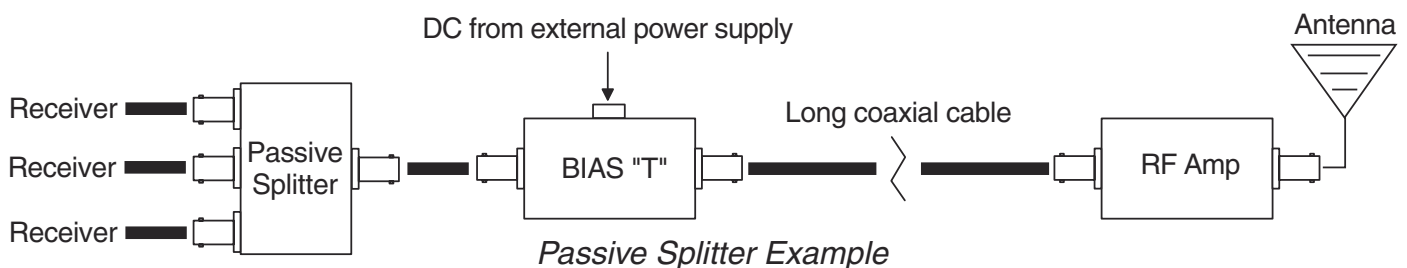 DC from external power supply
Antenna
Receiver
Receiver
Receiver
Passive
Splitter
BIAS "T"
Long coaxial cable
RF Amp
Passive Splitter Example